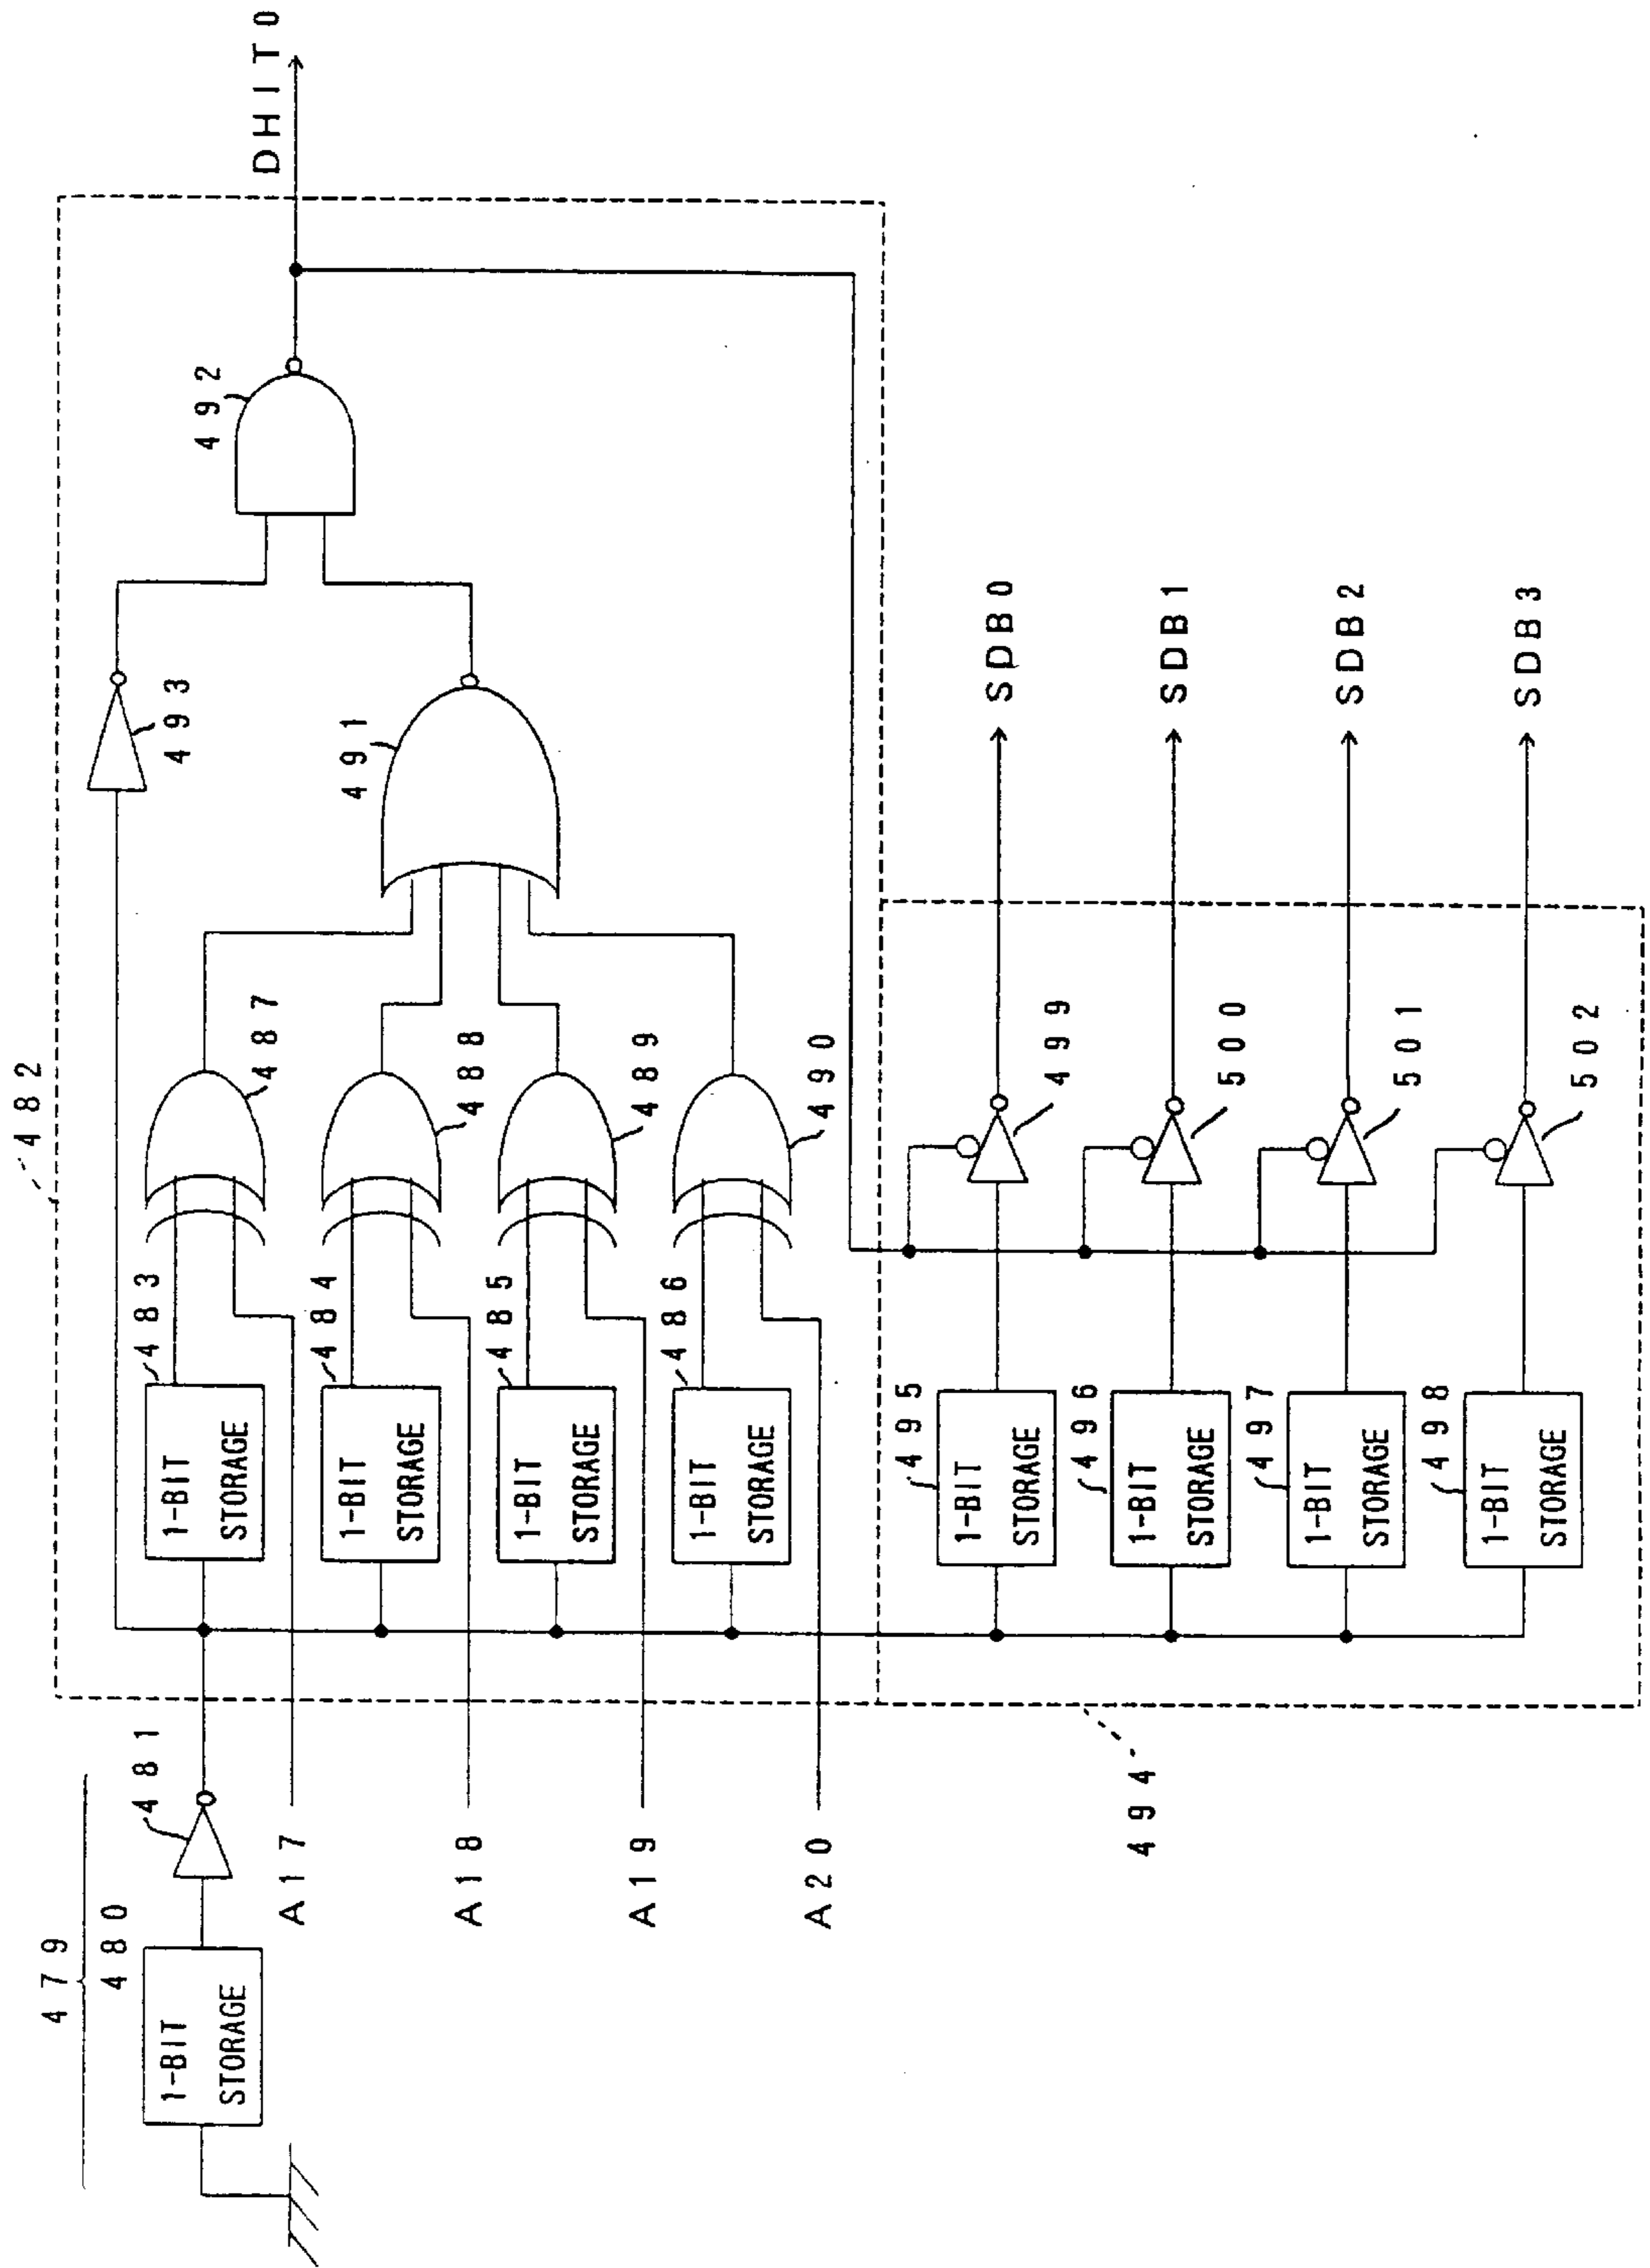 479
480
1-BIT
STORAGE
481
A17
A18
A19
A20
482
1-BIT
STORAGE
483
487
1-BIT
STORAGE
484
488
1-BIT
STORAGE
485
489
1-BIT
STORAGE
486
490
491
493
492
DHIT0
494
1-BIT
STORAGE
495
499
SDB0
1-BIT
STORAGE
496
500
SDB1
1-BIT
STORAGE
497
501
SDB2
1-BIT
STORAGE
498
502
SDB3